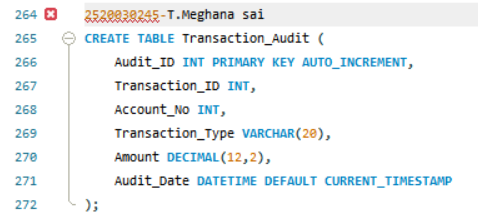 264 2520030245-T.Meghana sai
265 CREATE TABLE Transaction_Audit (
266 Audit_ID INT PRIMARY KEY AUTO_INCREMENT,
267 Transaction_ID INT,
268 Account_No INT,
269 Transaction_Type VARCHAR(20),
270 Amount DECIMAL(12,2),
271 Audit_Date DATETIME DEFAULT CURRENT_TIMESTAMP
272 );